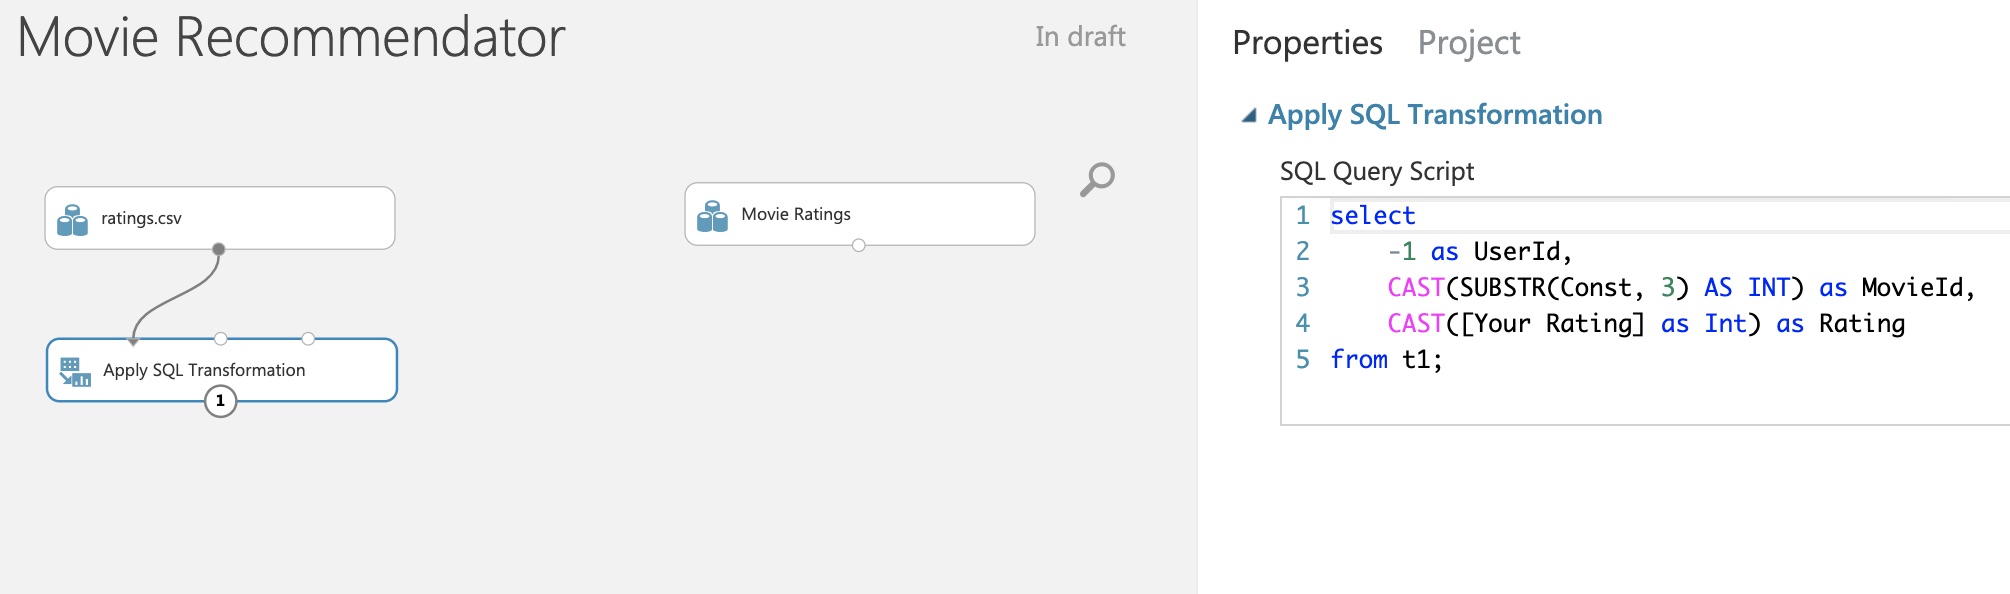 Movie Recommendator
In draft
ratings.csv
Movie Ratings
Apply SQL Transformation
1
Properties Project
Apply SQL Transformation
SQL Query Script
1 select
2 -1 as UserId,
3 CAST(SUBSTR(Const, 3) AS INT) as MovieId,
4 CAST([Your Rating] as Int) as Rating
5 from t1;